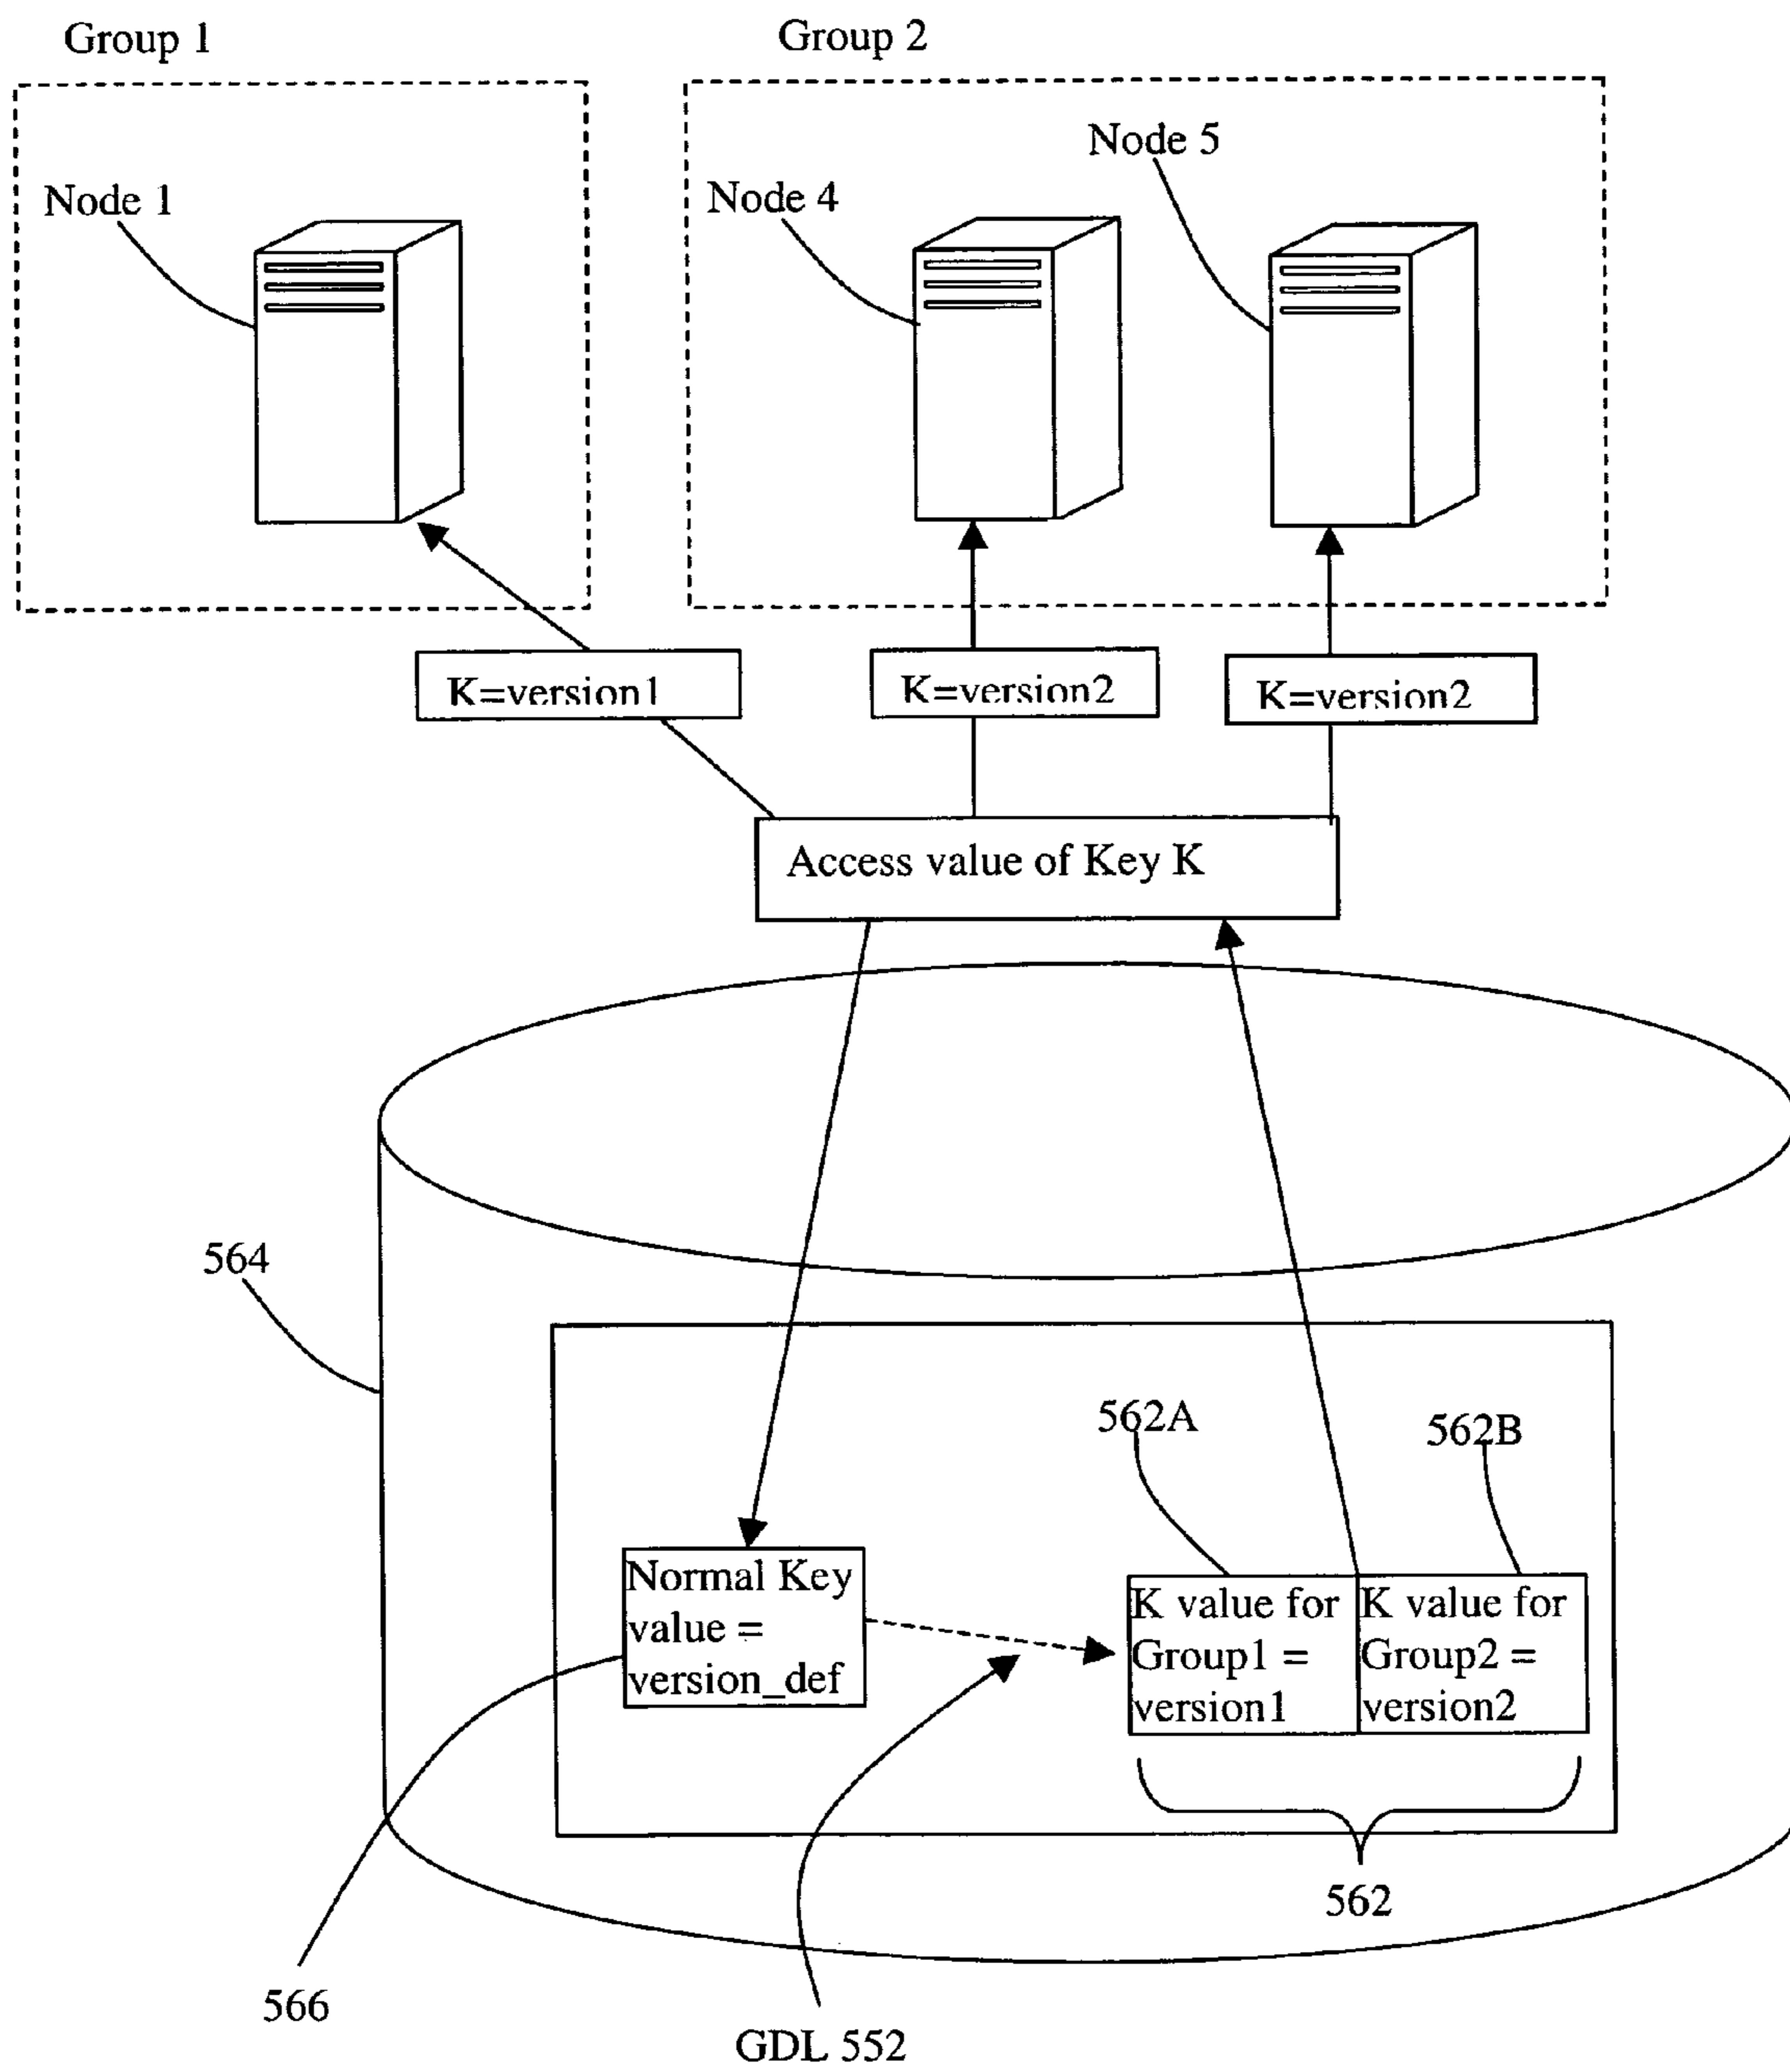 Group 1
Group 2
Node 1
Node 4
Node 5
K=version1
K=version2
K=version2
Access value of Key K
564
562A
562B
Normal Key
value =
version_def
K value for
Group1 =
version1
K value for
Group2 =
version2
562
566
GDL 552